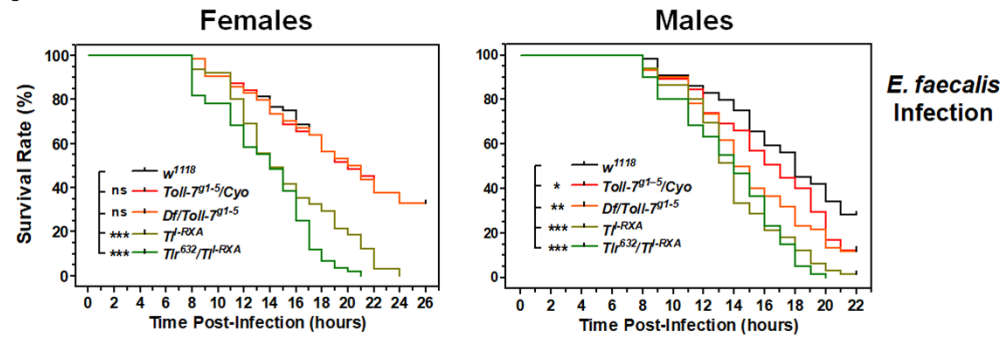 Females
Males
Survival Rate (%)
100
80
60
40
20
0
w1118
ns Toll-7g1-5/Cyo
ns Df/Toll-7g1-5
*** Tll-RXA
*** Tlr632/Tll-RXA
0 2 4 6 8 10 12 14 16 18 20 22 24 26
Time Post-Infection (hours)
100
80
60
40
20
0
w1118
* Toll-7g1-5/Cyo
** Df/Toll-7g1-5
*** Tll-RXA
*** Tlr632/Tll-RXA
0 2 4 6 8 10 12 14 16 18 20 22
Time Post-Infection (hours)
E. faecalis
Infection